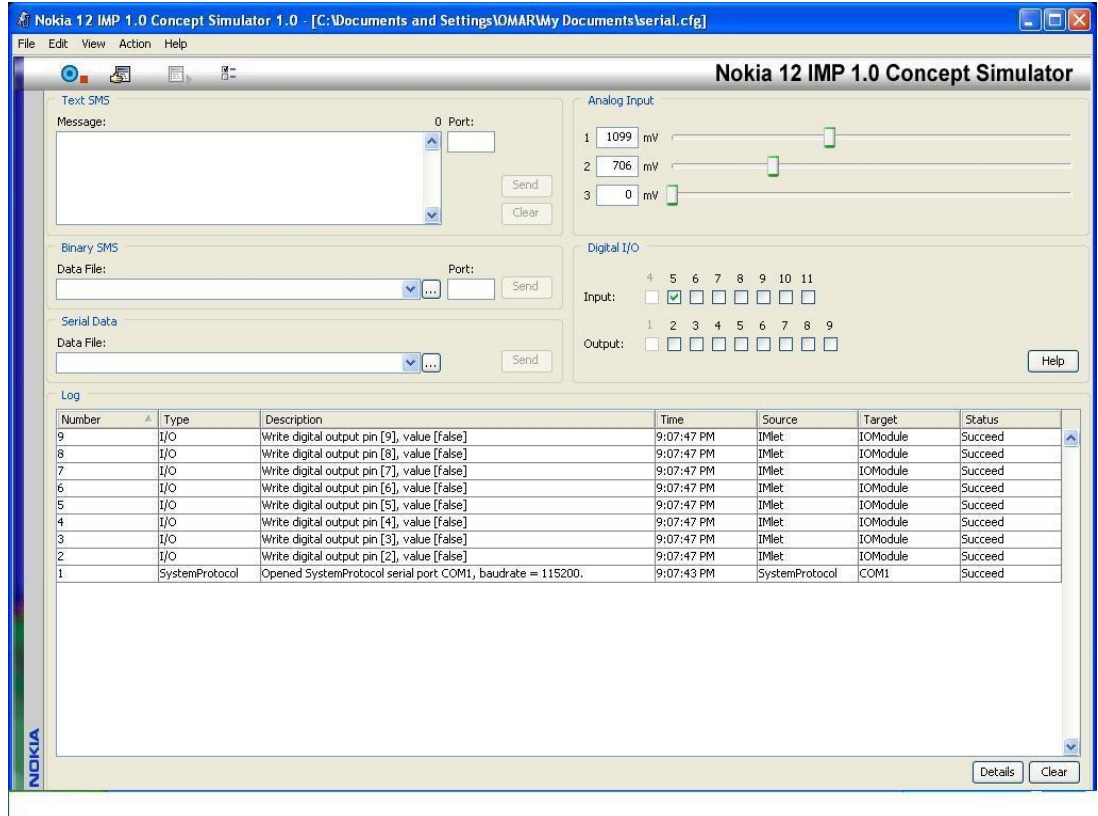 Nokia 12 IMP 1.0 Concept Simulator 1.0 - [C:\Documents and Settings\OMAR\My Documents\serial.cfg]
File Edit View Action Help
Nokia 12 IMP 1.0 Concept Simulator
Text SMS
Message: 0 Port:
Send
Clear
Binary SMS
Data File: Port:
... Send
Serial Data
Data File:
... Send
Analog Input
1 1099 mV
2 706 mV
3 0 mV
Digital I/O
4 5 6 7 8 9 10 11
Input:
1 2 3 4 5 6 7 8 9
Output:
Help
Log
Number Type Description Time Source Target Status
9 I/O Write digital output pin [9], value [false] 9:07:47 PM IMlet IOModule Succeed
8 I/O Write digital output pin [8], value [false] 9:07:47 PM IMlet IOModule Succeed
7 I/O Write digital output pin [7], value [false] 9:07:47 PM IMlet IOModule Succeed
6 I/O Write digital output pin [6], value [false] 9:07:47 PM IMlet IOModule Succeed
5 I/O Write digital output pin [5], value [false] 9:07:47 PM IMlet IOModule Succeed
4 I/O Write digital output pin [4], value [false] 9:07:47 PM IMlet IOModule Succeed
3 I/O Write digital output pin [3], value [false] 9:07:47 PM IMlet IOModule Succeed
2 I/O Write digital output pin [2], value [false] 9:07:47 PM IMlet IOModule Succeed
1 SystemProtocol Opened SystemProtocol serial port COM1, baudrate = 115200. 9:07:43 PM SystemProtocol COM1 Succeed
NOKIA
Details Clear